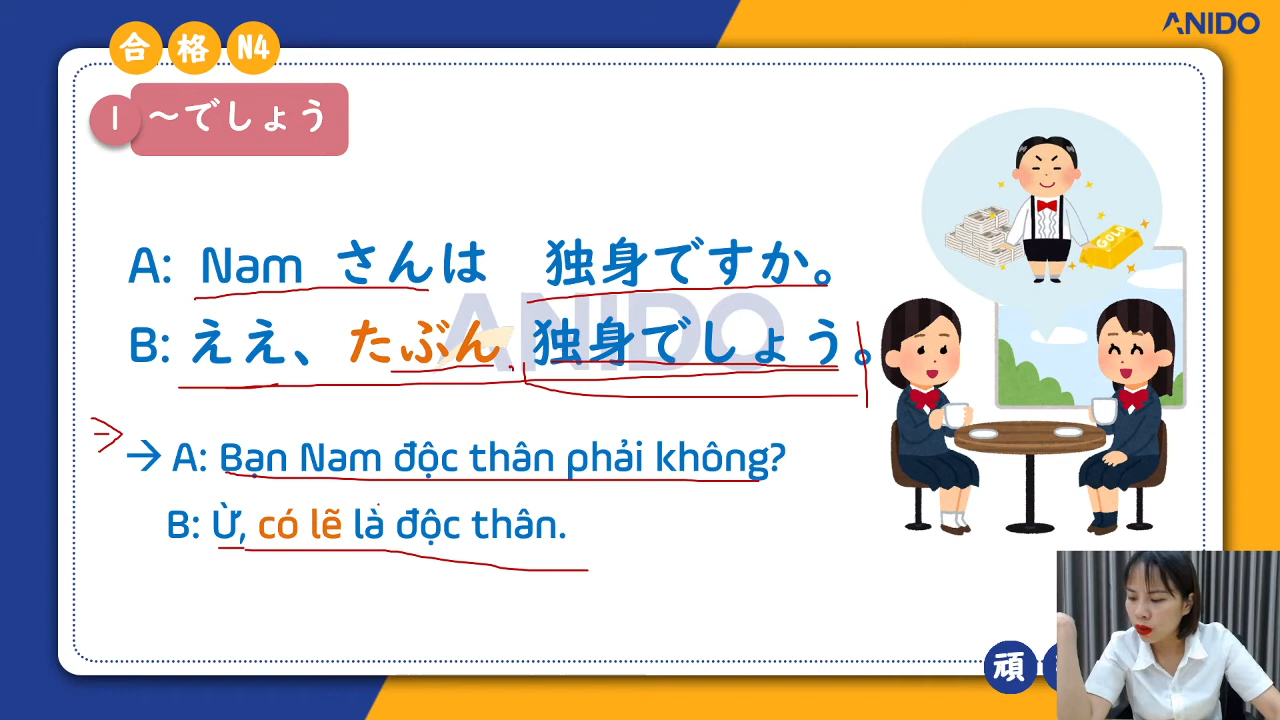 ANIDO
合格 N4
1 ～でしょう
A: Nam さんは 独身ですか。
B: ええ、たぶん 独身でしょう。
ANIDO
→ A: Bạn Nam độc thân phải không?
B: Ừ, có lẽ là độc thân.
GOLD
頑